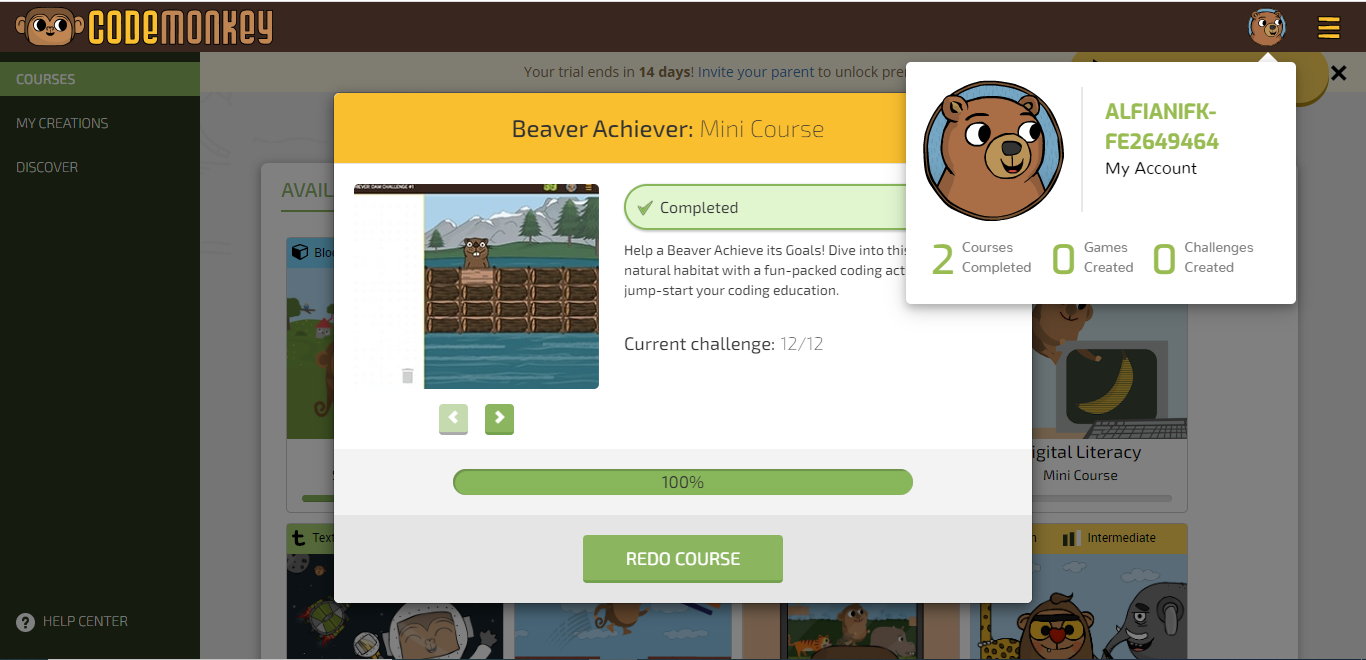 CODEMONKEY
COURSES
MY CREATIONS
DISCOVER
HELP CENTER
Your trial ends in 14 days! Invite your parent to unlock
Beaver Achiever: Mini Course
DAM CHALLENGE #1
Completed
Help a Beaver Achieve its Goals! Dive into this
natural habitat with a fun-packed coding
jump-start your coding education.
Current challenge: 12/12
100%
REDO COURSE
ALFIANIFK-
FE2649464
My Account
2 Courses Completed
0 Games Created
0 Challenges Created
Literacy
Mini Course
Intermediate